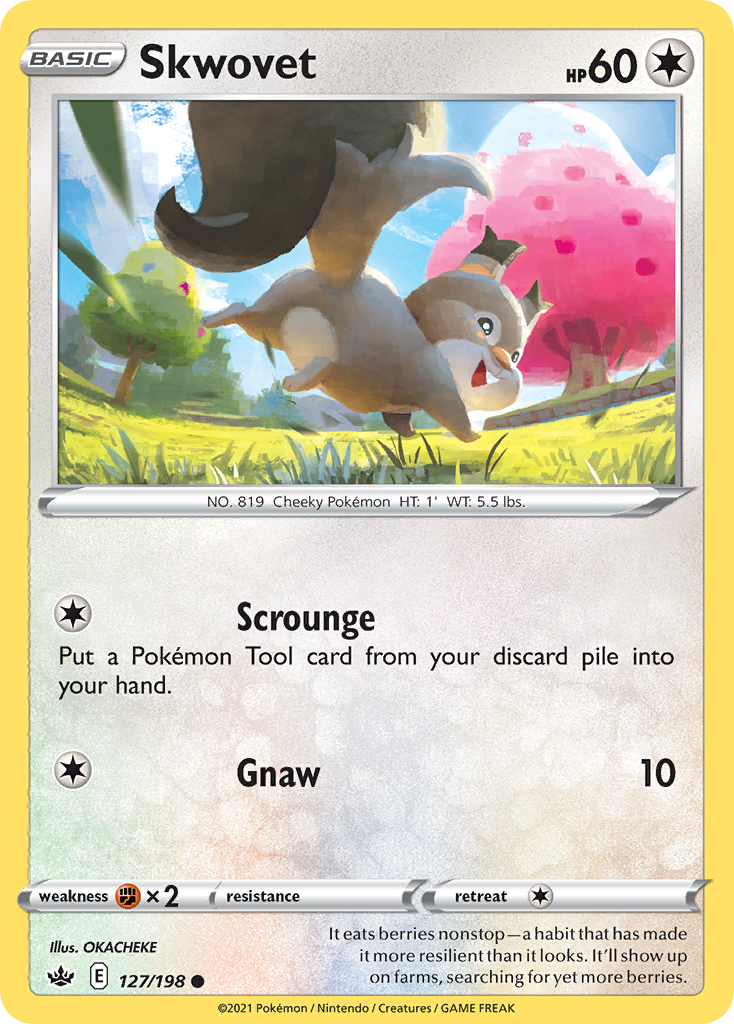 BASIC Skwovet HP60
NO. 819 Cheeky Pokémon HT: 1' WT: 5.5 lbs.
Scrounge
Put a Pokémon Tool card from your discard pile into
your hand.
Gnaw 10
weakness ×2 resistance retreat
It eats berries nonstop—a habit that has made
it more resilient than it looks. It'll show up
on farms, searching for yet more berries.
Illus. OKACHEKE
E 127/198
©2021 Pokémon / Nintendo / Creatures / GAME FREAK